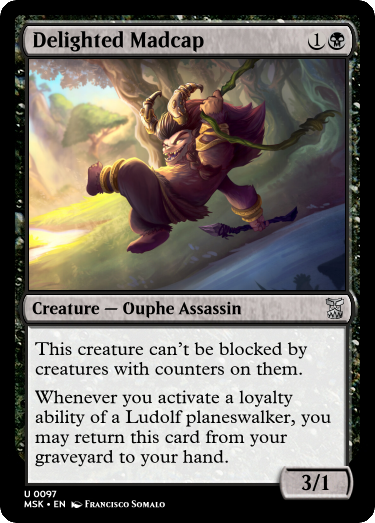 Delighted Madcap 1
Creature — Ouphe Assassin
This creature can't be blocked by
creatures with counters on them.
Whenever you activate a loyalty
ability of a Ludolf planeswalker, you
may return this card from your
graveyard to your hand.
3/1
U 0097
MSK • EN Francisco Somalo